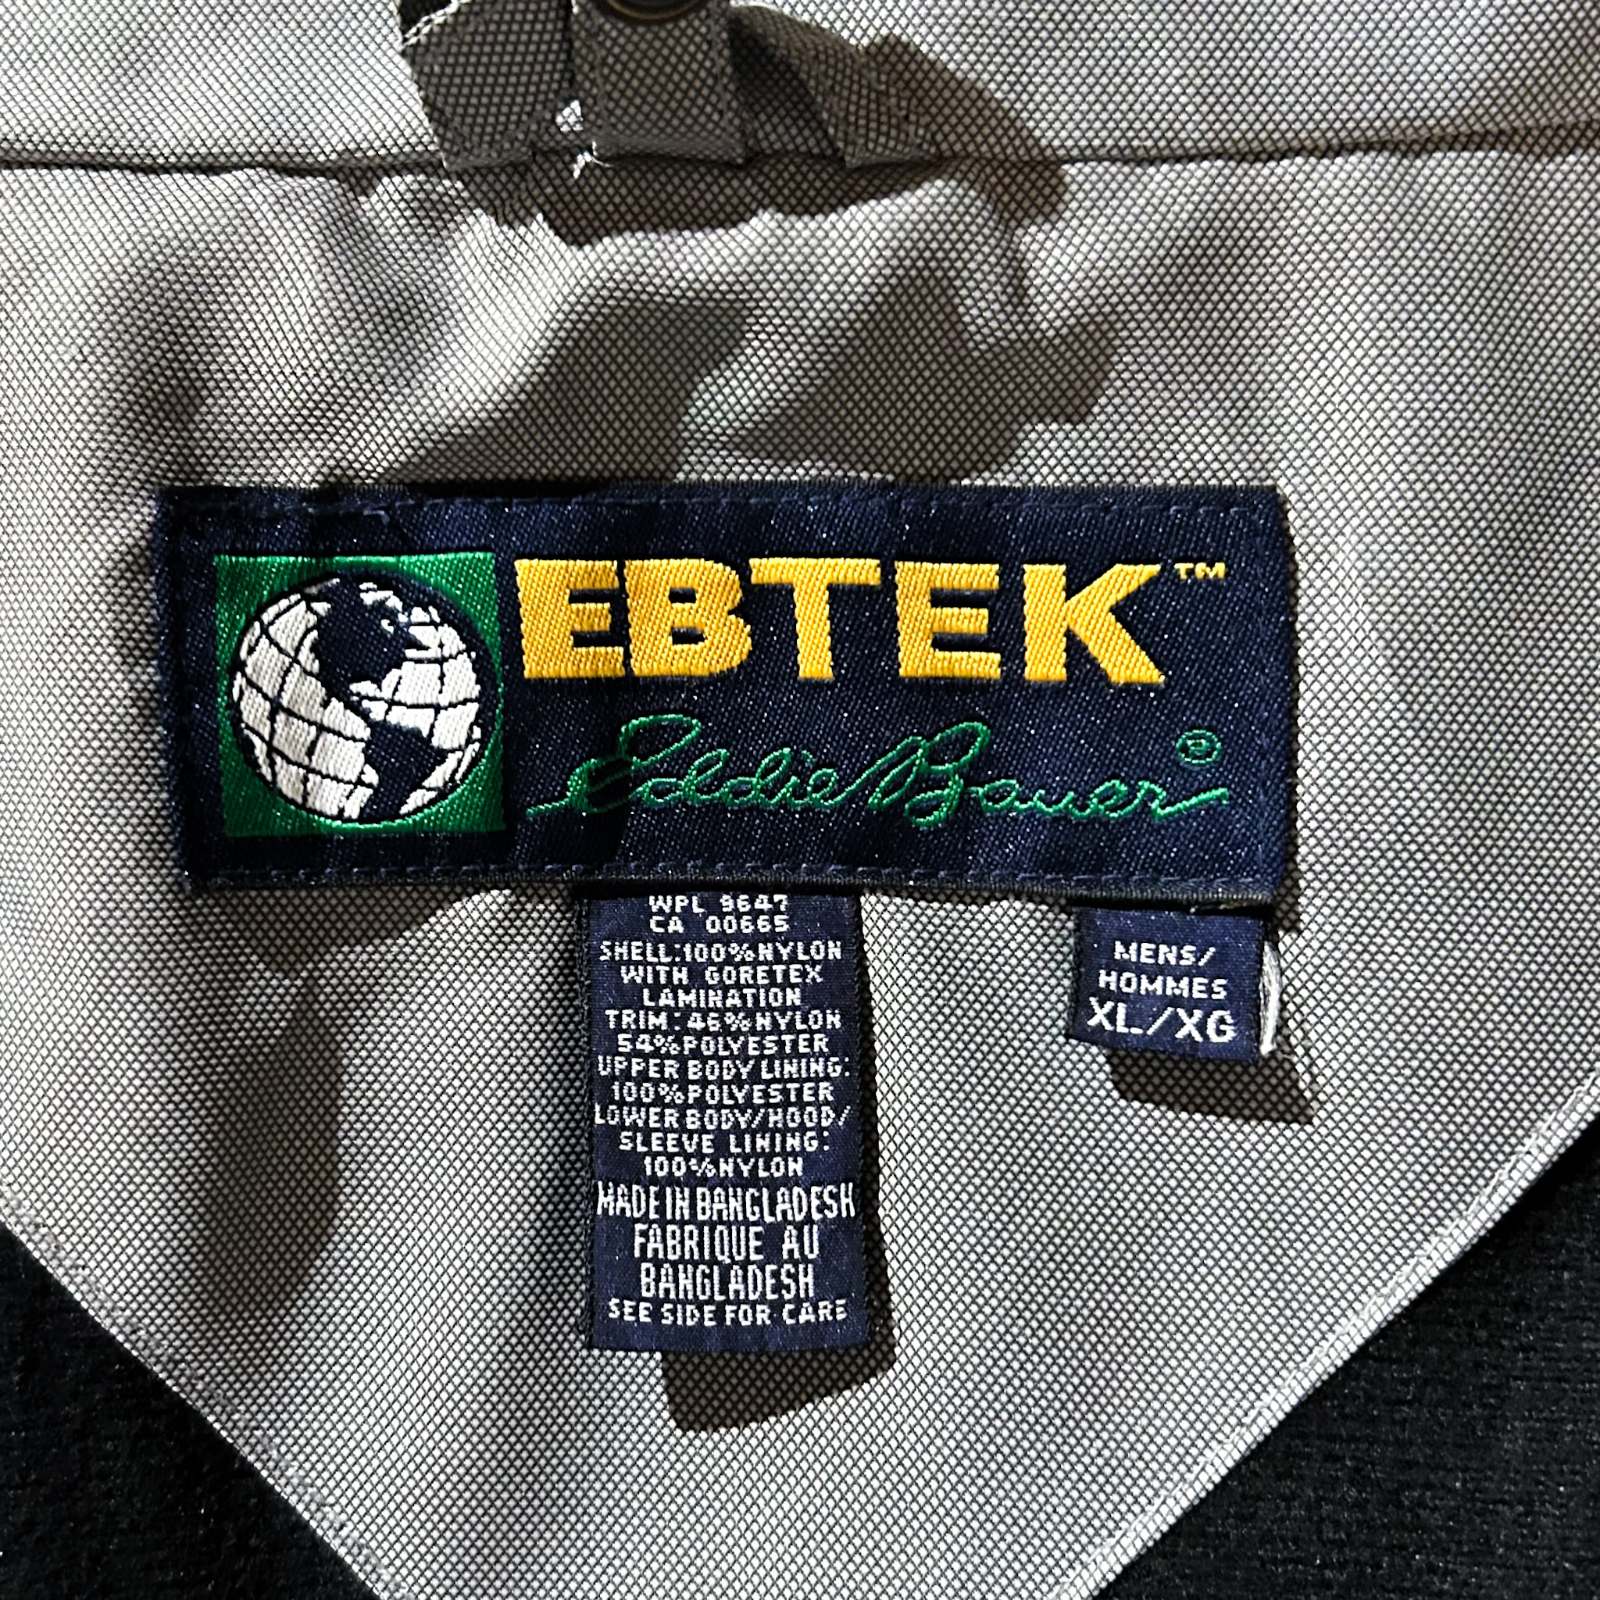 EBTEK™
Eddie Bauer®
WPL 9647
CA 00665
SHELL:100%NYLON
WITH GORETEX
LAMINATION
TRIM:46%NYLON
54%POLYESTER
UPPER BODY LINING:
100%POLYESTER
LOWER BODY/HOOD/
SLEEVE LINING:
100%NYLON
MADE IN BANGLADESH
FABRIQUE AU
BANGLADESH
SEE SIDE FOR CARE
MENS/
HOMMES
XL/XG